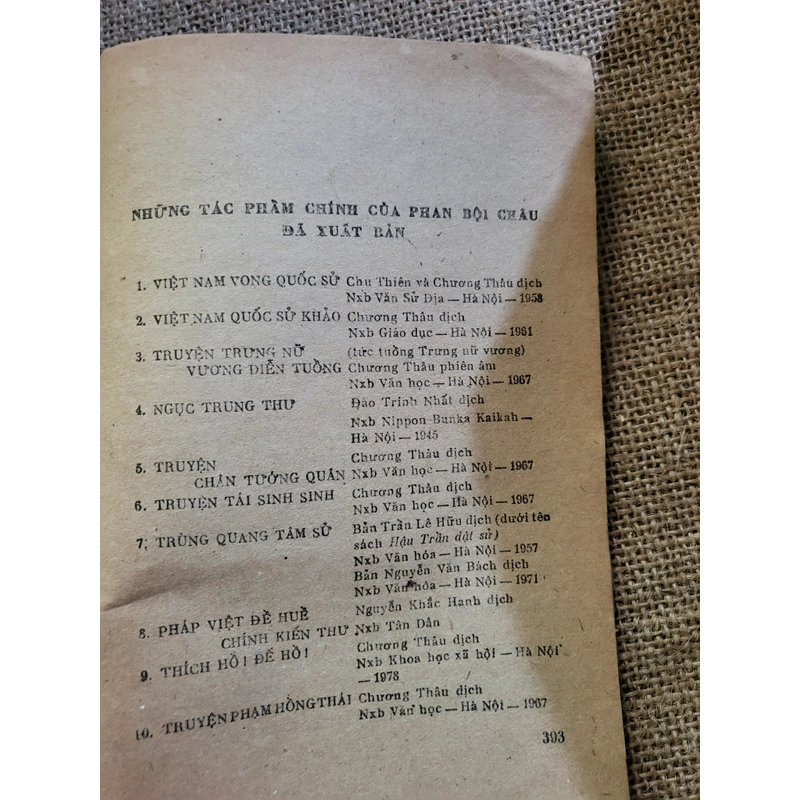 NHỮNG TÁC PHẨM CHÍNH CỦA PHAN BỘI CHÂU
ĐÃ XUẤT BẢN
1. VIỆT NAM VONG QUỐC SỬ Chu Thiên và Chương Thâu dịch
Nxb Văn Sử Địa — Hà Nội — 1958
2. VIỆT NAM QUỐC SỬ KHẢO Chương Thâu dịch
Nxb Giáo dục — Hà Nội — 1961
3. TRUYỆN TRƯNG NỮ (tức tuồng Trưng nữ vương)
VƯƠNG DIỄN TUỒNG Chương Thâu phiên âm
Nxb Văn học — Hà Nội — 1967
4. NGỤC TRUNG THƯ Đào Trinh Nhất dịch
Nxb Nippon Bunka Kaikah —
Hà Nội — 1945
5. TRUYỆN Chương Thâu dịch
CHÂN TƯỚNG QUÂN Nxb Văn học — Hà Nội — 1967
6. TRUYỆN TÁI SINH SINH Chương Thâu dịch
Nxb Văn học — Hà Nội — 1967
7. TRÙNG QUANG TÂM SỬ Bản Trần Lê Hữu dịch (dưới tên
sách Hậu Trần dật sử)
Nxb Văn hóa — Hà Nội — 1957
Bản Nguyễn Văn Bách dịch
Nxb Văn hóa — Hà Nội — 1971
8. PHÁP VIỆT ĐỀ HUỀ Nguyễn Khắc Hanh dịch
CHÍNH KIẾN THƯ Nxb Tân Dân
9. THÍCH HỒ! ĐẾ HỒ! Chương Thâu dịch
Nxb Khoa học xã hội — Hà Nội
— 1978
10. TRUYỆN PHẠM HỒNG THÁI Chương Thâu dịch
Nxb Văn học — Hà Nội — 1967
393